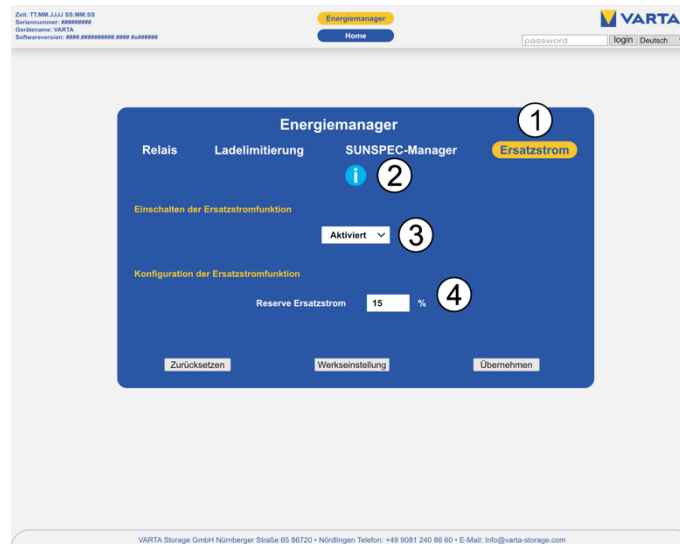 Zeit: TT.MM.JJJJ SS:MM:SS
Seriennummer: #########
Gerätename: VARTA
Softwareversion: ####.##########.#### #x######
Energiemanager
Home
VARTA
password
login
Deutsch
Energiemanager
1
Relais
Ladelimitierung
SUNSPEC-Manager
Ersatzstrom
i
2
Einschalten der Ersatzstromfunktion
Aktiviert
3
Konfiguration der Ersatzstromfunktion
Reserve Ersatzstrom
15
%
4
Zurücksetzen
Werkseinstellung
Übernehmen
VARTA Storage GmbH Nürnberger Straße 65 86720 • Nördlingen Telefon: +49 9081 240 86 60 • E-Mail: Info@varta-storage.com